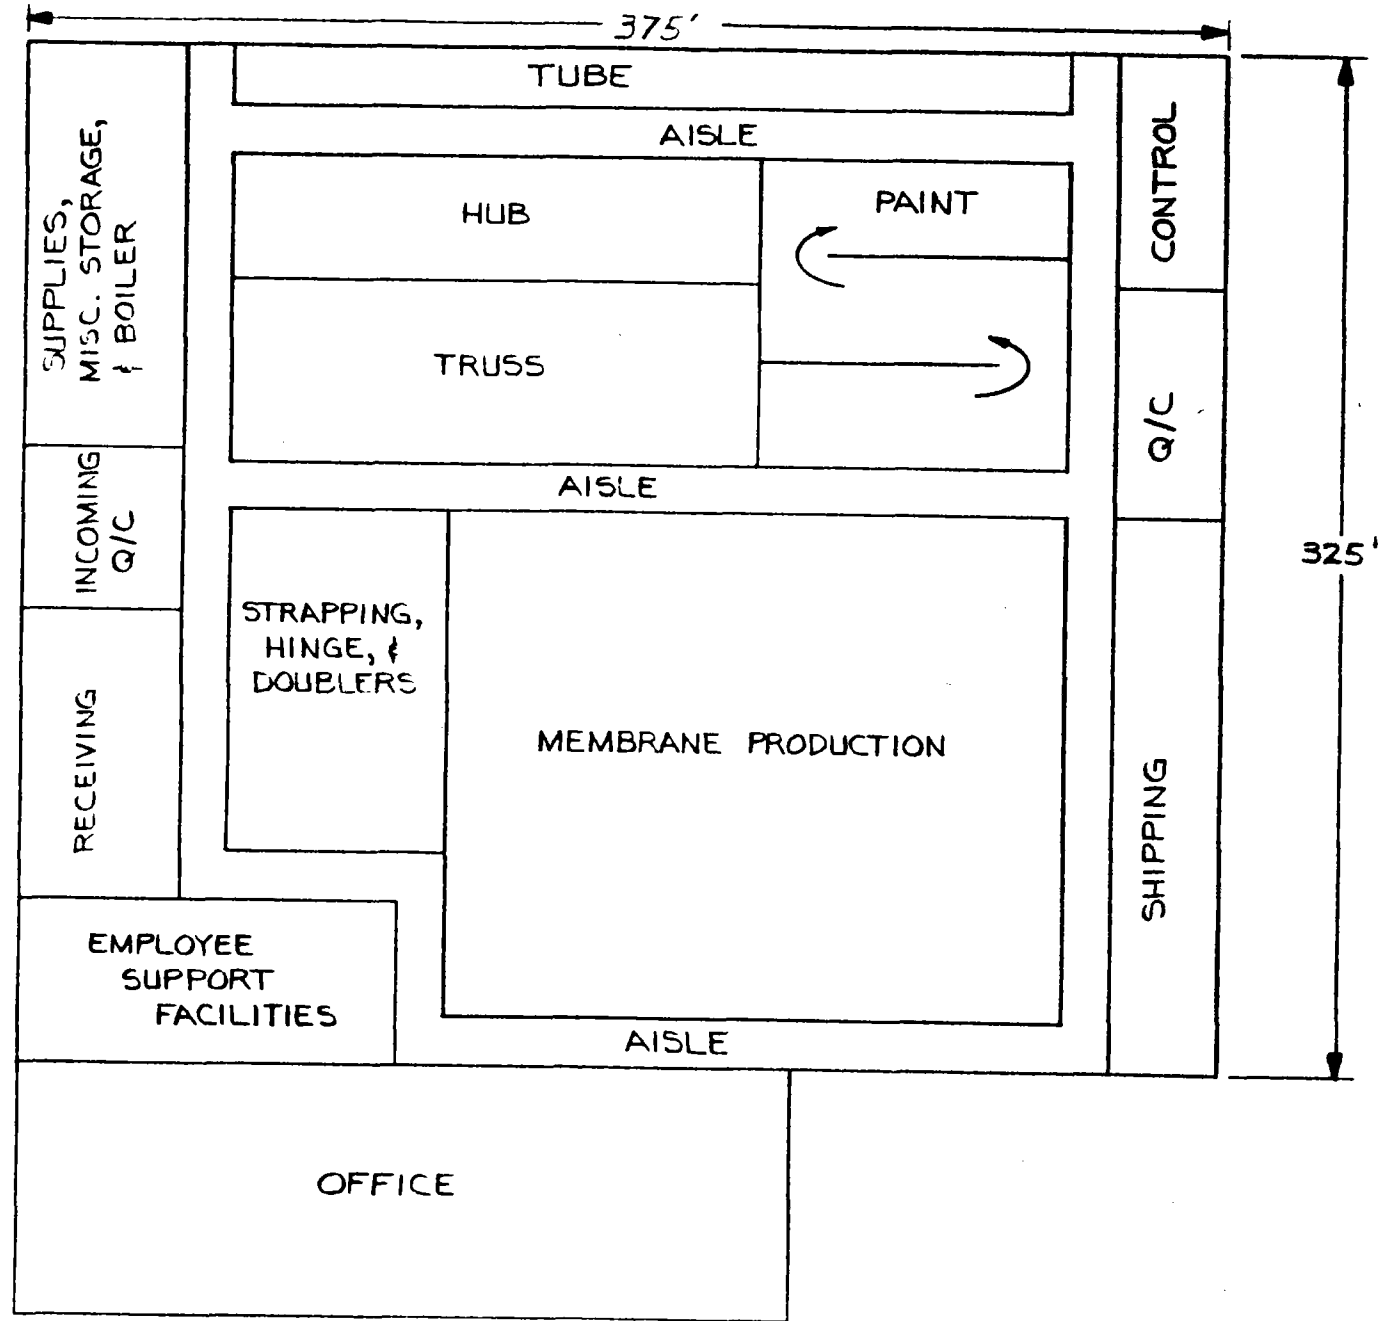 375'
TUBE
AISLE
SUPPLIES,
MISC. STORAGE,
& BOILER
HUB
PAINT
CONTROL
TRUSS
Q/C
INCOMING
Q/C
AISLE
325'
STRAPPING,
HINGE, &
DOUBLERS
MEMBRANE PRODUCTION
RECEIVING
SHIPPING
EMPLOYEE
SUPPORT
FACILITIES
AISLE
OFFICE